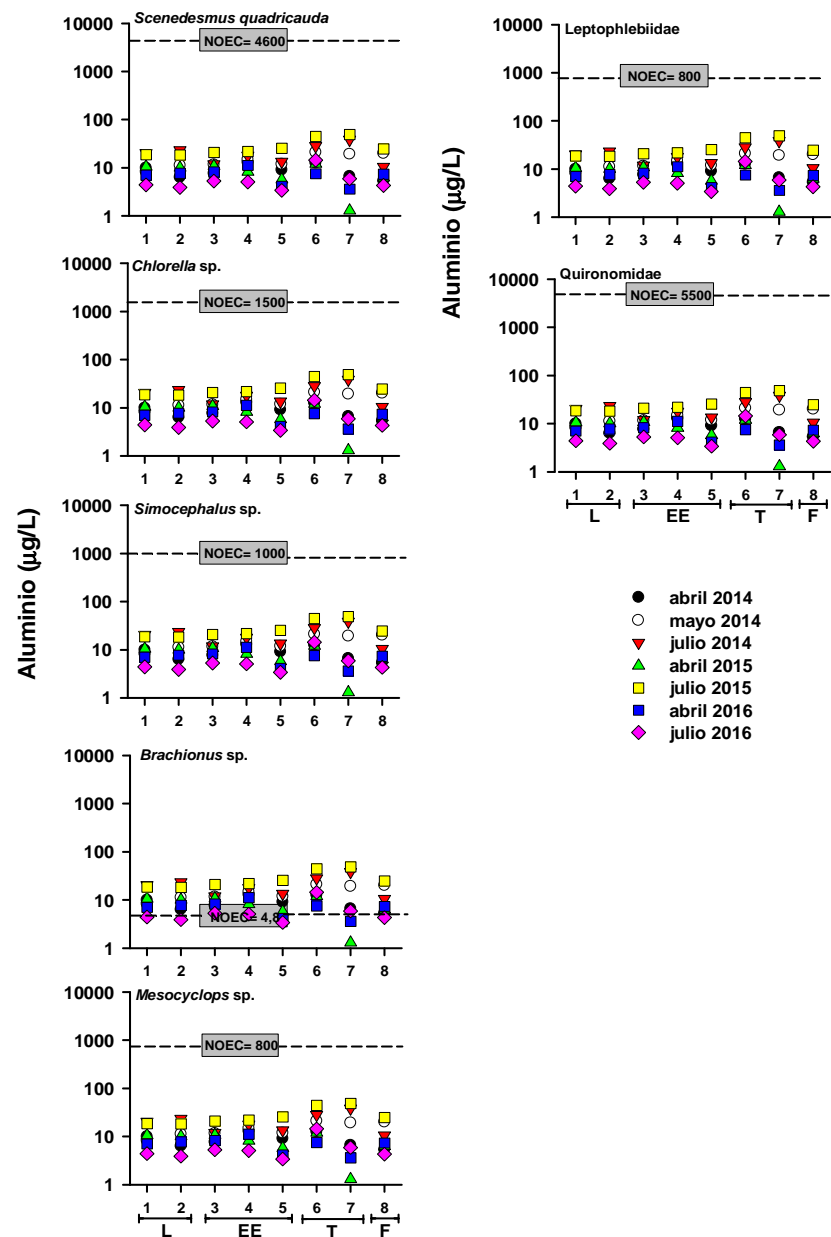 Scenedesmus quadricauda
10000
NOEC= 4600
1000
100
10
1
1 2 3 4 5 6 7 8
Chlorella sp.
10000
NOEC= 1500
1000
100
10
1
1 2 3 4 5 6 7 8
Simocephalus sp.
10000
NOEC= 1000
1000
100
10
1
1 2 3 4 5 6 7 8
Brachionus sp.
10000
1000
100
10
NOEC= 4,8
1
1 2 3 4 5 6 7 8
Mesocyclops sp.
10000
NOEC= 800
1000
100
10
1
1 2 3 4 5 6 7 8
L EE T F
Aluminio (µg/L)
Leptophlebiidae
10000
1000
NOEC= 800
100
10
1
1 2 3 4 5 6 7 8
Quironomidae
10000
NOEC= 5500
1000
100
10
1
1 2 3 4 5 6 7 8
L EE T F
Aluminio (µg/L)
abril 2014
mayo 2014
julio 2014
abril 2015
julio 2015
abril 2016
julio 2016